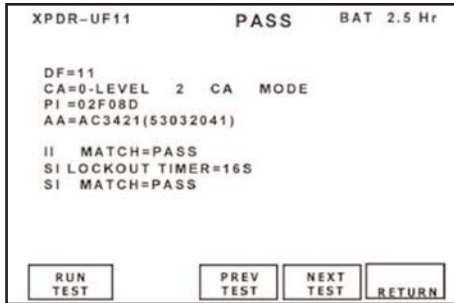 XPDR-UF11 PASS BAT 2.5 Hr
DF=11
CA=0-LEVEL 2 CA MODE
PI =02F08D
AA=AC3421(53032041)
II MATCH=PASS
SI LOCKOUT TIMER=16S
SI MATCH=PASS
RUN TEST
PREV TEST
NEXT TEST
RETURN